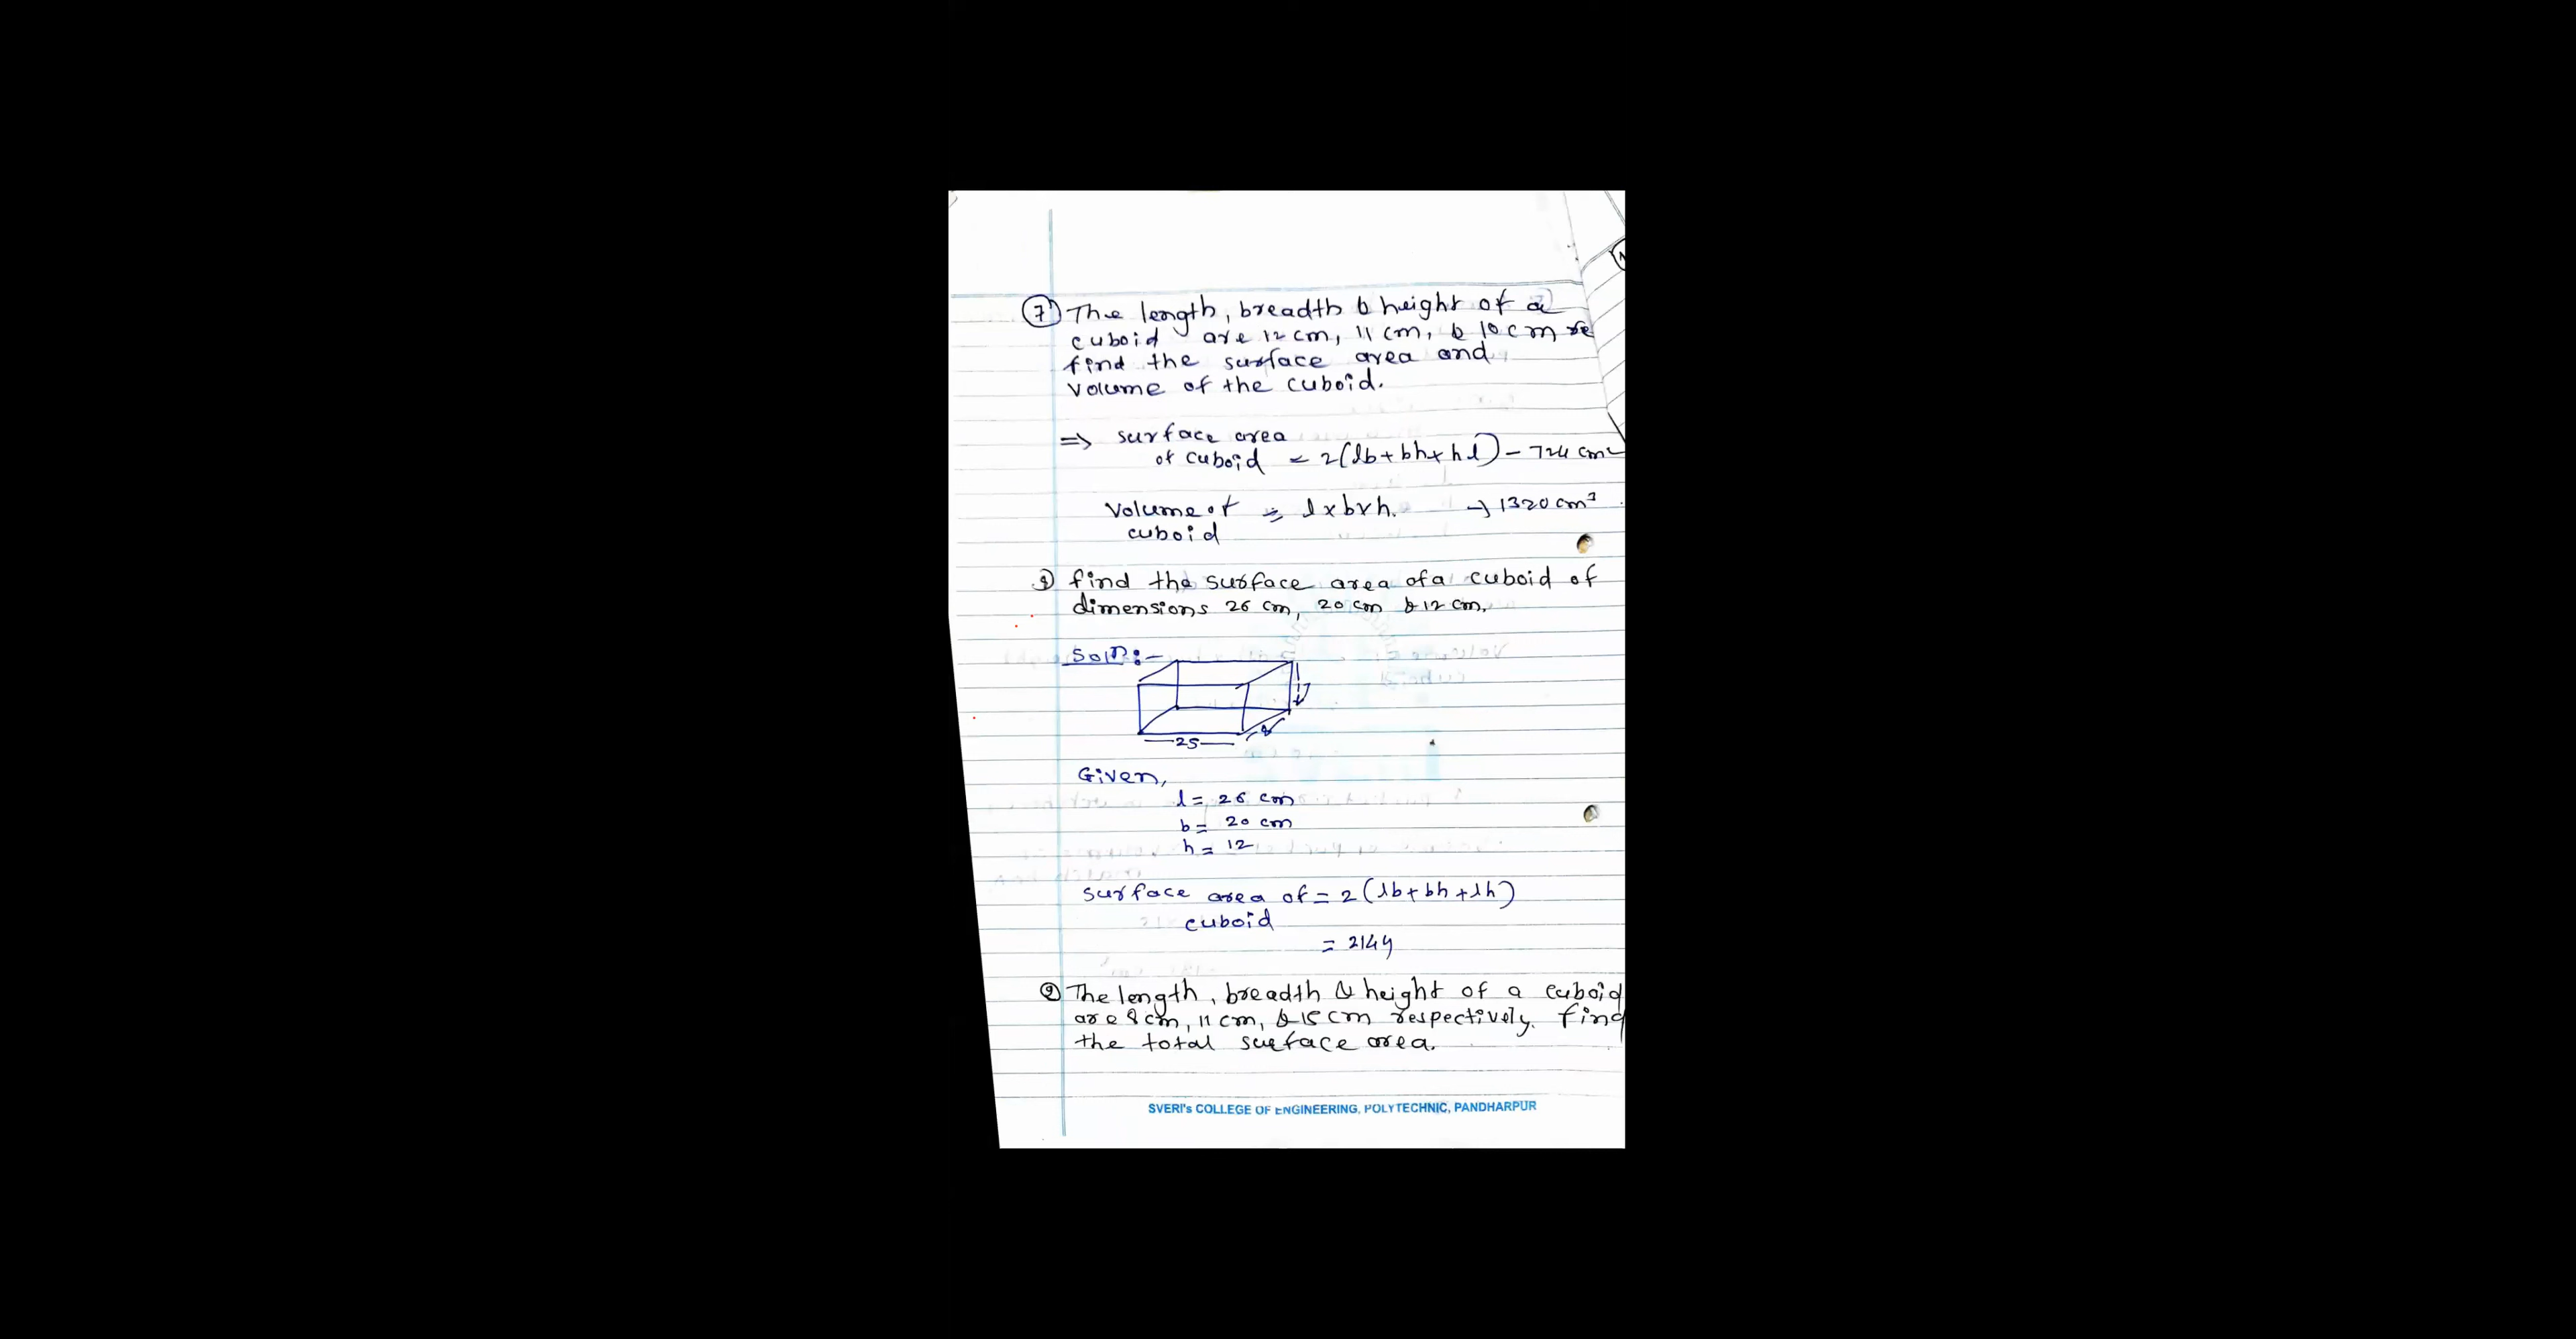 7) The length, breadth & height of a
cuboid are 12 cm, 11 cm, & 10 cm re
find the surface area and
volume of the cuboid.
=> surface area
of cuboid = 2(lb+bh+hl) - 724 cm²
Volume of = l×b×h. → 1320 cm³
cuboid
find the surface area of a cuboid of
dimensions 26 cm, 20 cm & 12 cm.
Soln:-
25
Given,
l = 26 cm
b = 20 cm
h = 12
surface area of = 2 (lb+bh+lh)
cuboid
= 2144
9) The length, breadth & height of a cuboid
are 8 cm, 11 cm, & 15 cm respectively. find
the total surface area.
SVERI's COLLEGE OF ENGINEERING, POLYTECHNIC, PANDHARPUR